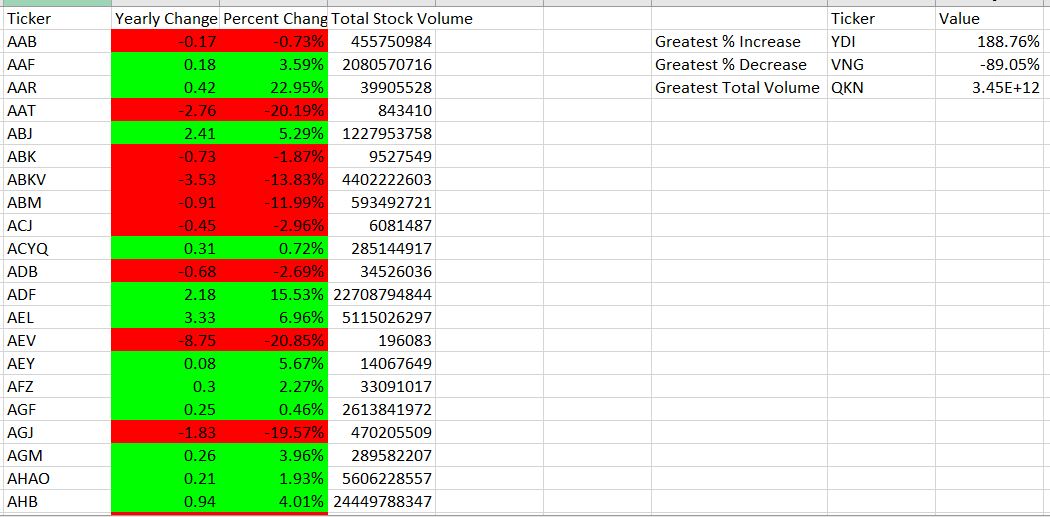 Ticker Yearly Change Percent Chang Total Stock Volume Ticker Value
AAB -0.17 -0.73% 455750984 Greatest % Increase YDI 188.76%
AAF 0.18 3.59% 2080570716 Greatest % Decrease VNG -89.05%
AAR 0.42 22.95% 39905528 Greatest Total Volume QKN 3.45E+12
AAT -2.76 -20.19% 843410
ABJ 2.41 5.29% 1227953758
ABK -0.73 -1.87% 9527549
ABKV -3.53 -13.83% 4402222603
ABM -0.91 -11.99% 593492721
ACJ -0.45 -2.96% 6081487
ACYQ 0.31 0.72% 285144917
ADB -0.68 -2.69% 34526036
ADF 2.18 15.53% 22708794844
AEL 3.33 6.96% 5115026297
AEV -8.75 -20.85% 196083
AEY 0.08 5.67% 14067649
AFZ 0.3 2.27% 33091017
AGF 0.25 0.46% 2613841972
AGJ -1.83 -19.57% 470205509
AGM 0.26 3.96% 289582207
AHAO 0.21 1.93% 5606228557
AHB 0.94 4.01% 24449788347